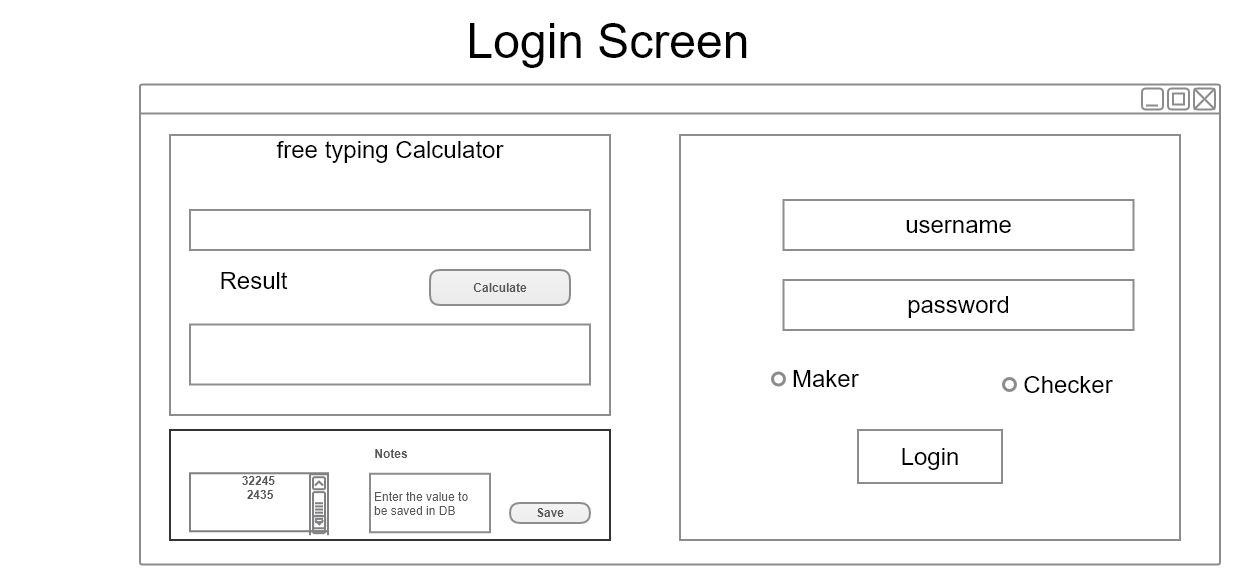 Login Screen
free typing Calculator
Result
Calculate
Notes
32245
2435
Enter the value to
be saved in DB
Save
username
password
Maker
Checker
Login